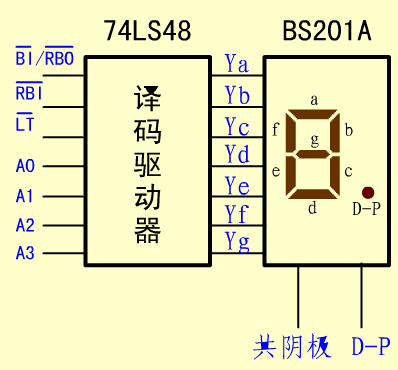 74LS48 BS201A
BI/RBO Ya
RBI Yb
LT Yc
A0 Yd
A1 Ye
A2 Yf
A3 Yg
译码驱动器
a
f b
g
e c
d
D-P
共阴极 D-P